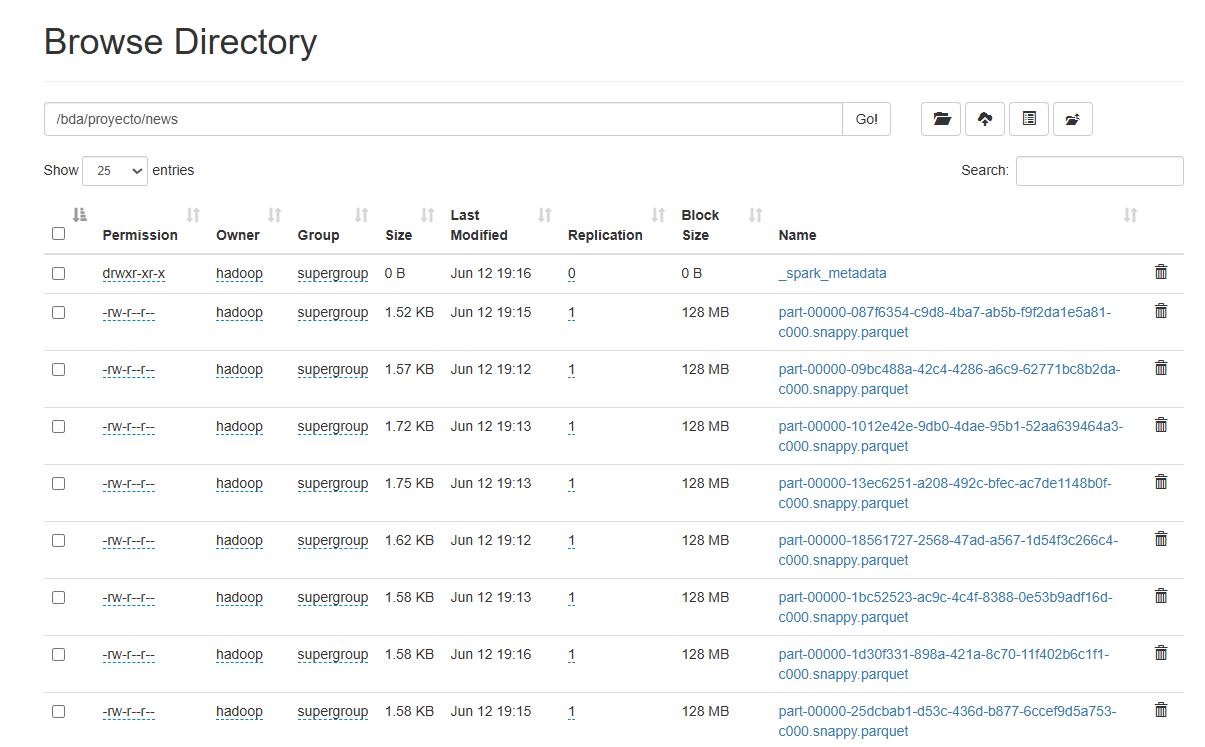 Browse Directory
/bda/proyecto/news Go!
Show 25 entries Search:
Permission Owner Group Size Last Modified Replication Block Size Name
drwxr-xr-x hadoop supergroup 0 B Jun 12 19:16 0 0 B _spark_metadata
-rw-r--r-- hadoop supergroup 1.52 KB Jun 12 19:15 1 128 MB part-00000-087f6354-c9d8-4ba7-ab5b-f9f2da1e5a81-
c000.snappy.parquet
-rw-r--r-- hadoop supergroup 1.57 KB Jun 12 19:12 1 128 MB part-00000-09bc488a-42c4-4286-a6c9-62771bc8b2da-
c000.snappy.parquet
-rw-r--r-- hadoop supergroup 1.72 KB Jun 12 19:13 1 128 MB part-00000-1012e42e-9db0-4dae-95b1-52aa639464a3-
c000.snappy.parquet
-rw-r--r-- hadoop supergroup 1.75 KB Jun 12 19:13 1 128 MB part-00000-13ec6251-a208-492c-bfec-ac7de1148b0f-
c000.snappy.parquet
-rw-r--r-- hadoop supergroup 1.62 KB Jun 12 19:12 1 128 MB part-00000-18561727-2568-47ad-a567-1d54f3c266c4-
c000.snappy.parquet
-rw-r--r-- hadoop supergroup 1.58 KB Jun 12 19:13 1 128 MB part-00000-1bc52523-ac9c-4c4f-8388-0e53b9adf16d-
c000.snappy.parquet
-rw-r--r-- hadoop supergroup 1.58 KB Jun 12 19:16 1 128 MB part-00000-1d30f331-898a-421a-8c70-11f402b6c1f1-
c000.snappy.parquet
-rw-r--r-- hadoop supergroup 1.58 KB Jun 12 19:15 1 128 MB part-00000-25dcbab1-d53c-436d-b877-6ccef9d5a753-
c000.snappy.parquet